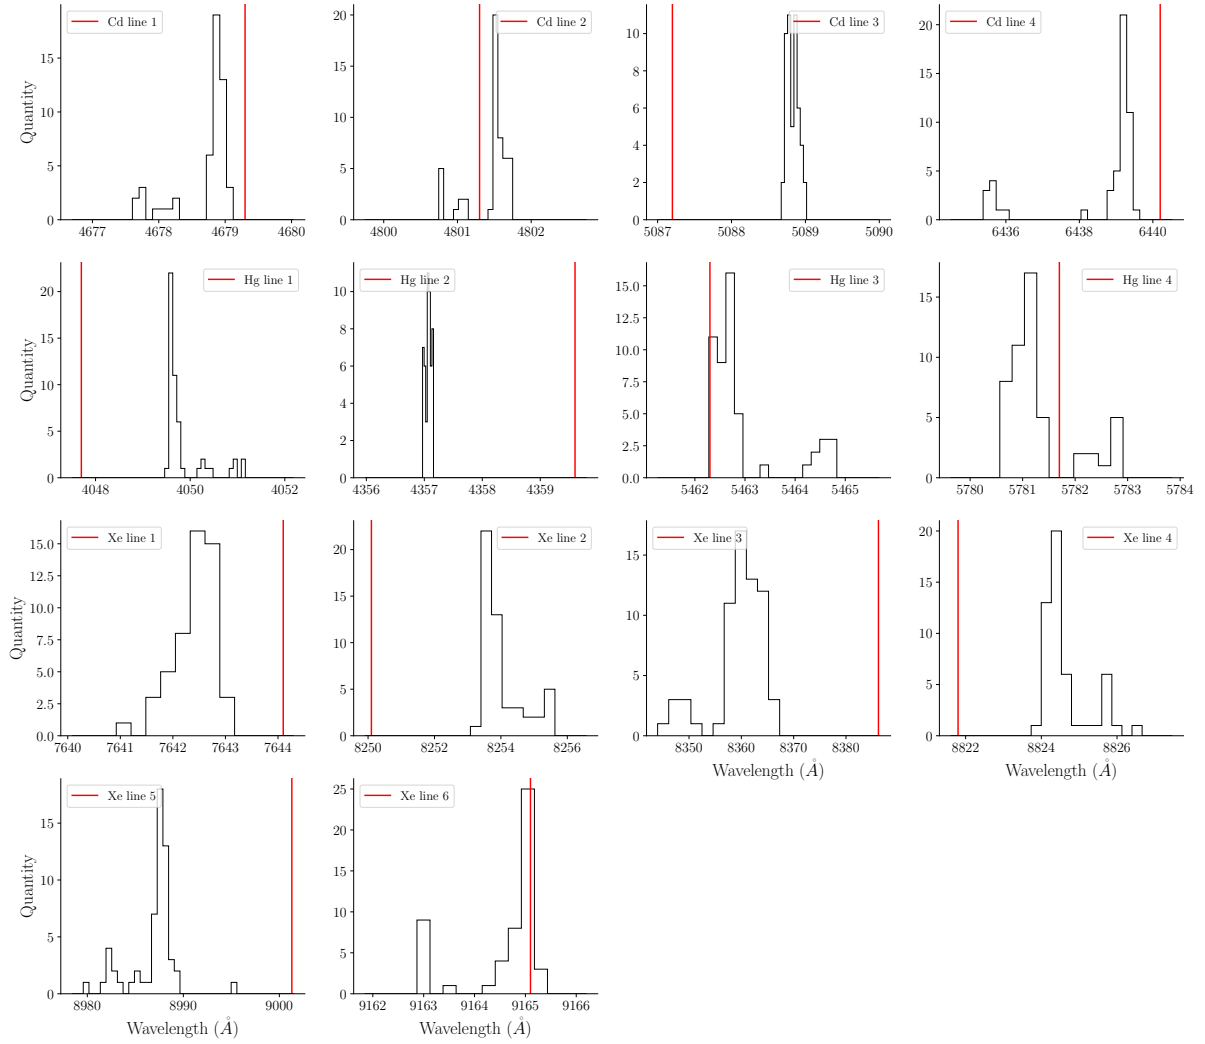 Cd line 1
Cd line 2
Cd line 3
Cd line 4
Quantity
0 5 10 15
4677 4678 4679 4680
0 5 10 15 20
4800 4801 4802
0 2 4 6 8 10
5087 5088 5089 5090
0 5 10 15 20
6436 6438 6440
Hg line 1
Hg line 2
Hg line 3
Hg line 4
Quantity
0 5 10 15 20
4048 4050 4052
0 2 4 6 8 10
4356 4357 4358 4359
0.0 2.5 5.0 7.5 10.0 12.5 15.0
5462 5463 5464 5465
0 5 10 15
5780 5781 5782 5783 5784
Xe line 1
Xe line 2
Xe line 3
Xe line 4
Quantity
0.0 2.5 5.0 7.5 10.0 12.5 15.0
7640 7641 7642 7643 7644
0 5 10 15 20
8250 8252 8254 8256
0 5 10 15
8350 8360 8370 8380
Wavelength (Å)
0 5 10 15 20
8822 8824 8826
Wavelength (Å)
Xe line 5
Xe line 6
Quantity
0 5 10 15
8980 8990 9000
Wavelength (Å)
0 5 10 15 20 25
9162 9163 9164 9165 9166
Wavelength (Å)